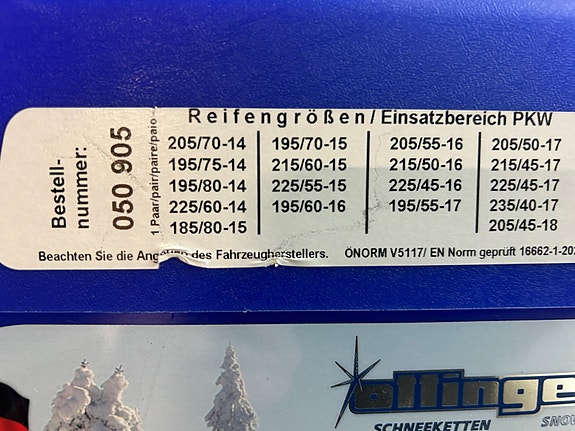 Reifengrößen / Einsatzbereich PKW
Bestell-
nummer:
050 905
1 Paar/pair/paire/paio
205/70-14 195/70-15 205/55-16 205/50-17
195/75-14 215/60-15 215/50-16 215/45-17
195/80-14 225/55-15 225/45-16 225/45-17
225/60-14 195/60-16 195/55-17 235/40-17
185/80-15 205/45-18
Beachten Sie die des Fahrzeugherstellers. ÖNORM V5117/ EN Norm geprüft 16662-1-202
ottinge
SCHNEEKETTEN SNOW